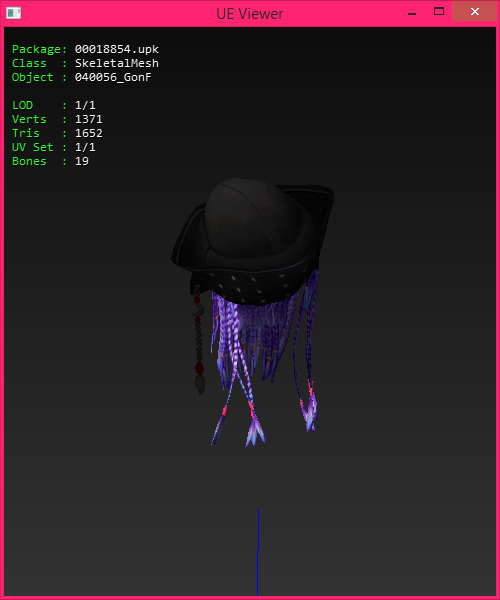 UE Viewer
Package: 00018854.upk
Class : SkeletalMesh
Object : 040056_GonF
LOD : 1/1
Verts : 1371
Tris : 1652
UV Set : 1/1
Bones : 19